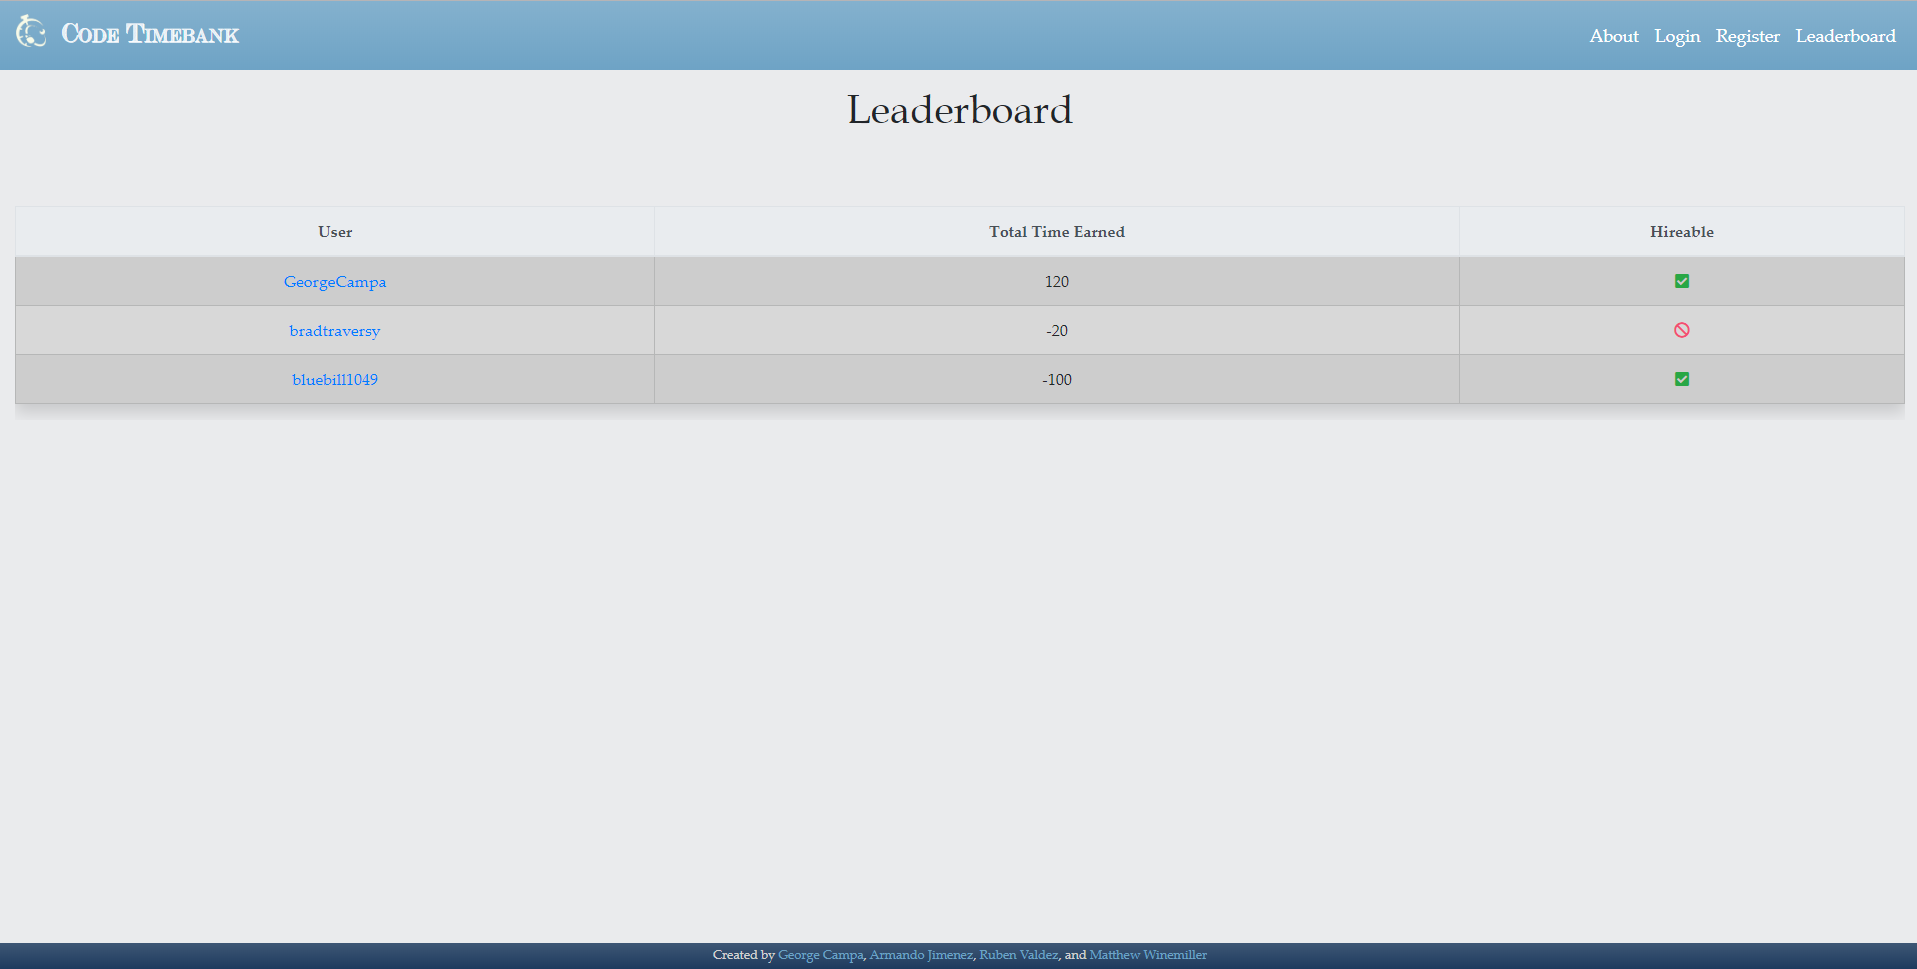 Code Timebank
About Login Register Leaderboard
Leaderboard
User Total Time Earned Hireable
GeorgeCampa 120
bradtraversy -20
bluebill1049 -100
Created by George Campa, Armando Jimenez, Ruben Valdez, and Matthew Winemiller